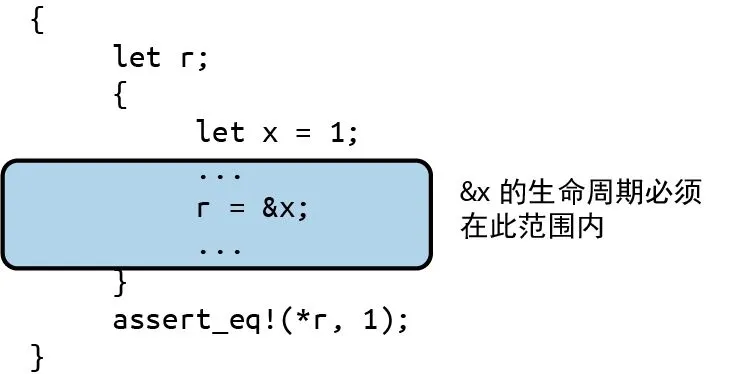 {
let r;
{
let x = 1;
...
r = &x;
...
}
assert_eq!(*r, 1);
}
&x 的生命周期必须
在此范围内